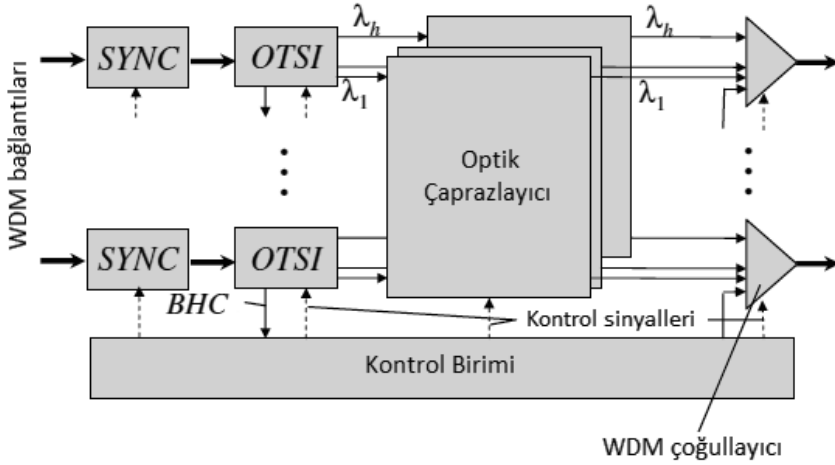 λh
λh
SYNC
OTSI
λ1
λ1
WDM bağlantıları
Optik
Çaprazlayıcı
SYNC
OTSI
BHC
Kontrol sinyalleri
Kontrol Birimi
WDM çoğullayıcı